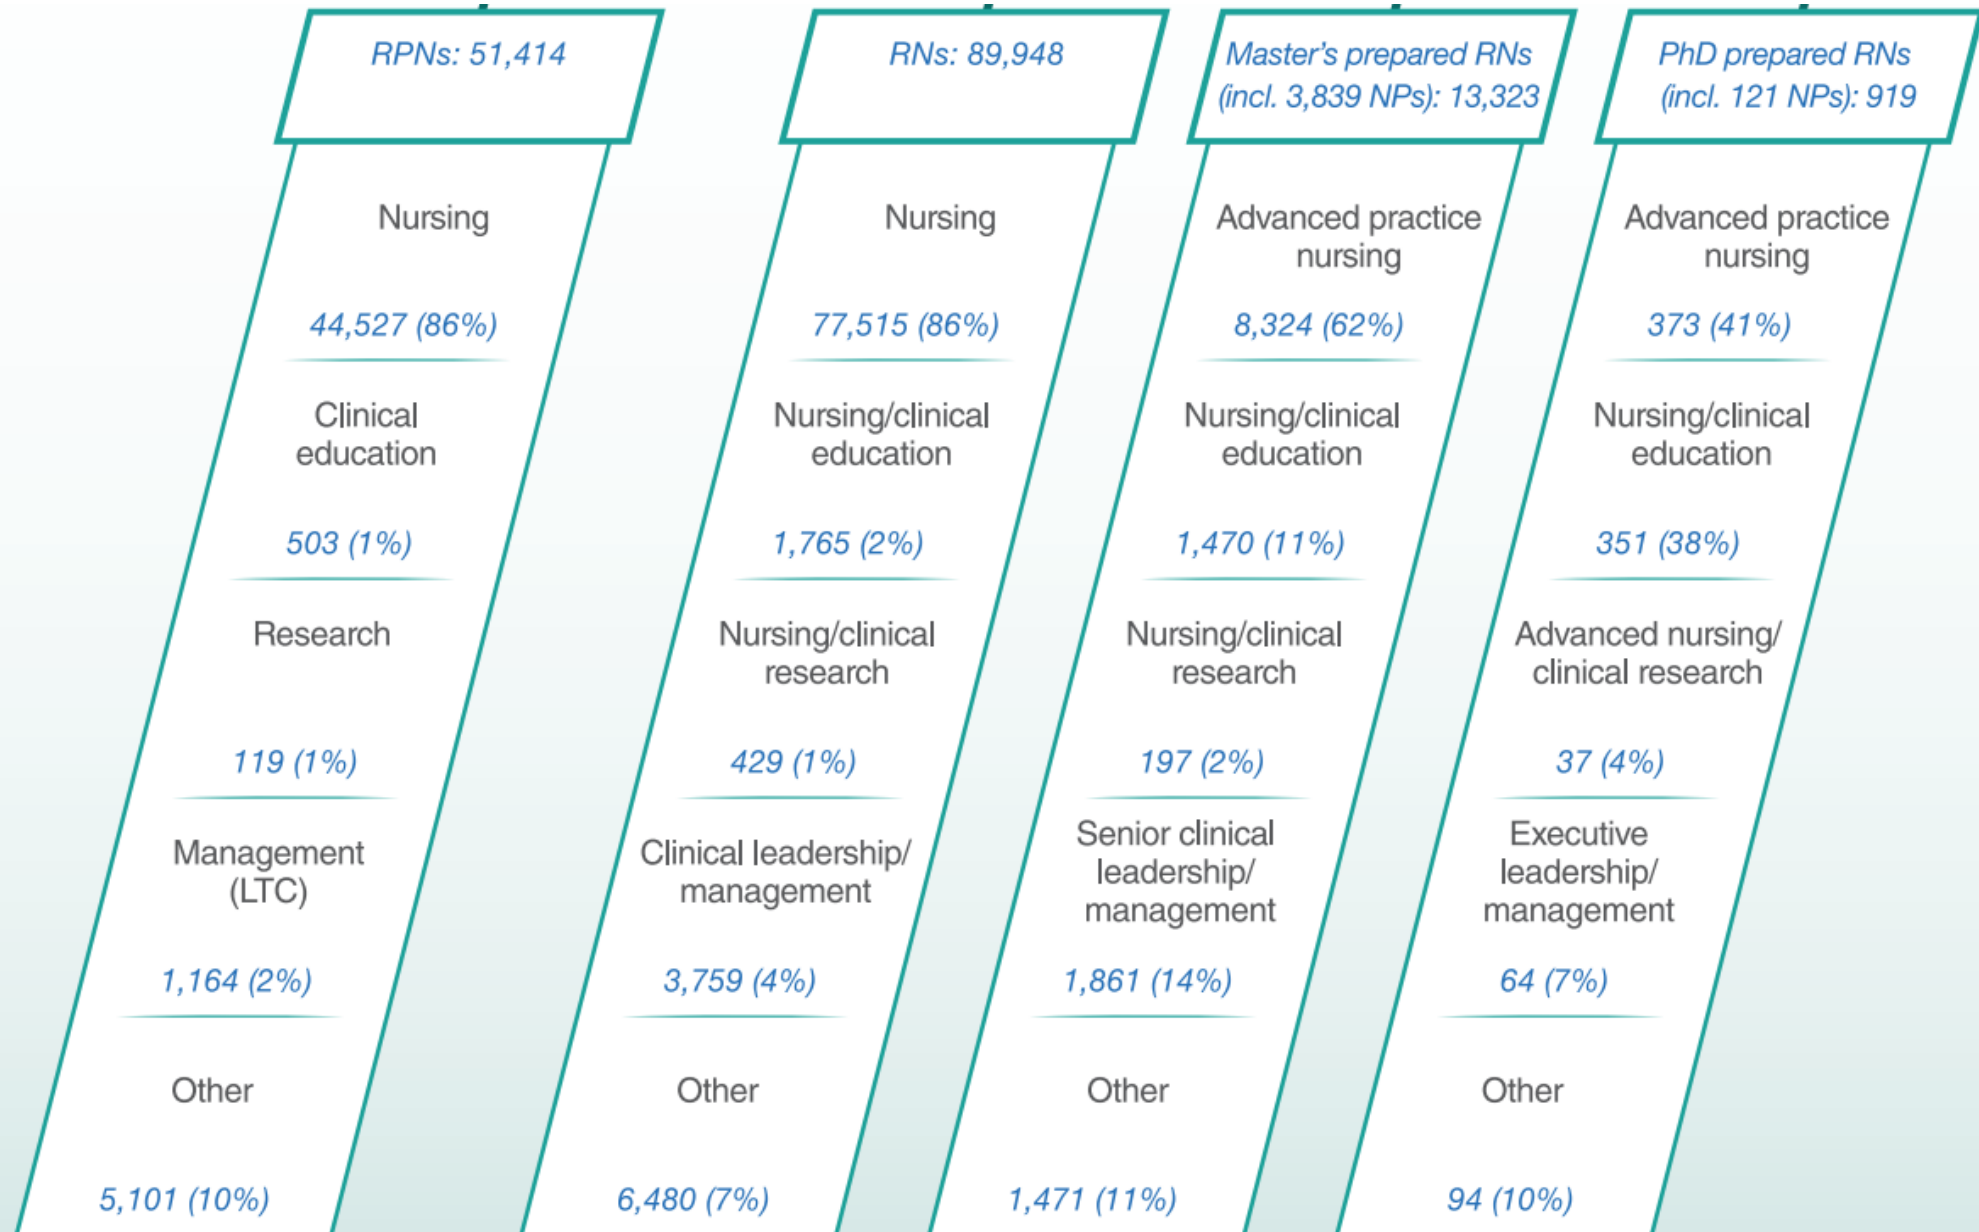 RPNs: 51,414
Nursing
44,527 (86%)
Clinical
education
503 (1%)
Research
119 (1%)
Management
(LTC)
1,164 (2%)
Other
5,101 (10%)
RNs: 89,948
Nursing
77,515 (86%)
Nursing/clinical
education
1,765 (2%)
Nursing/clinical
research
429 (1%)
Clinical leadership/
management
3,759 (4%)
Other
6,480 (7%)
Master's prepared RNs
(incl. 3,839 NPs): 13,323
Advanced practice
nursing
8,324 (62%)
Nursing/clinical
education
1,470 (11%)
Nursing/clinical
research
197 (2%)
Senior clinical
leadership/
management
1,861 (14%)
Other
1,471 (11%)
PhD prepared RNs
(incl. 121 NPs): 919
Advanced practice
nursing
373 (41%)
Nursing/clinical
education
351 (38%)
Advanced nursing/
clinical research
37 (4%)
Executive
leadership/
management
64 (7%)
Other
94 (10%)